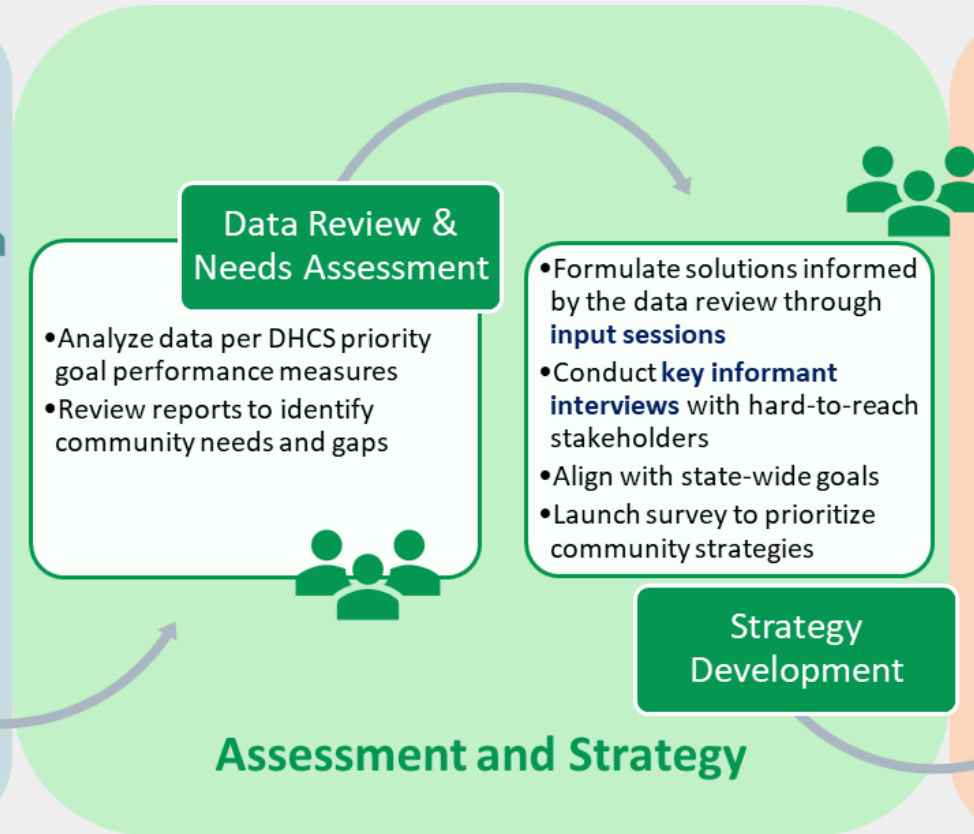 Data Review &
Needs Assessment
•Analyze data per DHCS priority
goal performance measures
•Review reports to identify
community needs and gaps
•Formulate solutions informed
by the data review through
input sessions
•Conduct key informant
interviews with hard-to-reach
stakeholders
•Align with state-wide goals
•Launch survey to prioritize
community strategies
Strategy
Development
Assessment and Strategy